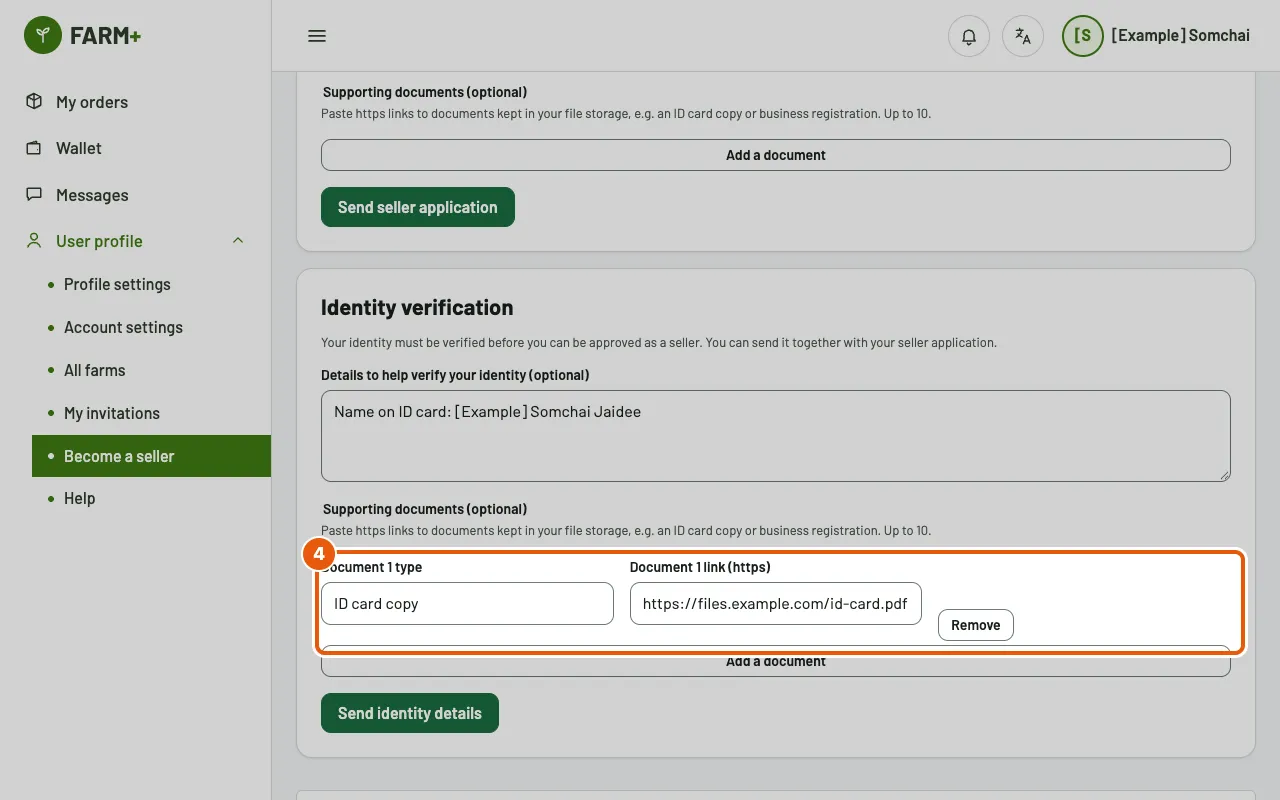 FARM+
[S
[Example] Somchai
My orders
Wallet
Messages
User profile
Profile settings
Account settings
All farms
My invitations
Become a seller
Help
Supporting documents (optional)
Paste https links to documents kept in your file storage, e.g. an ID card copy or business registration. Up to 10.
Add a document
Send seller application
Identity verification
Your identity must be verified before you can be approved as a seller. You can send it together with your seller application.
Details to help verify your identity (optional)
Name on ID card: [Example] Somchai Jaidee
Supporting documents (optional)
Paste https links to documents kept in your file storage, e.g. an ID card copy or business registration. Up to 10.
4
Document 1 type
Document 1 link (https)
ID card copy
https://files.example.com/id-card.pdf
Remove
Add a document
Send identity details